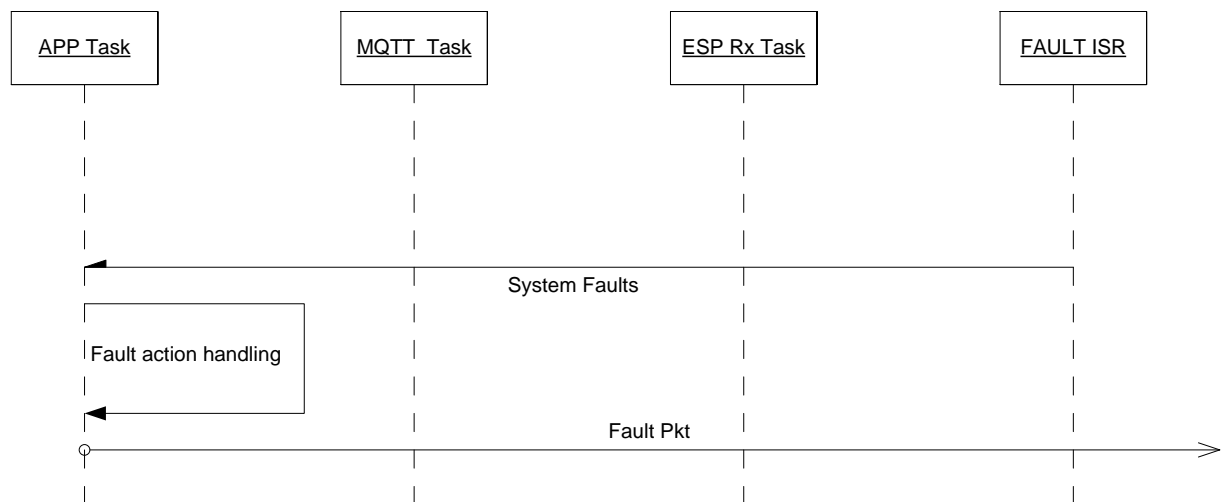 APP Task
MQTT  Task
ESP Rx Task
FAULT ISR
System Faults
Fault action handling
Fault Pkt